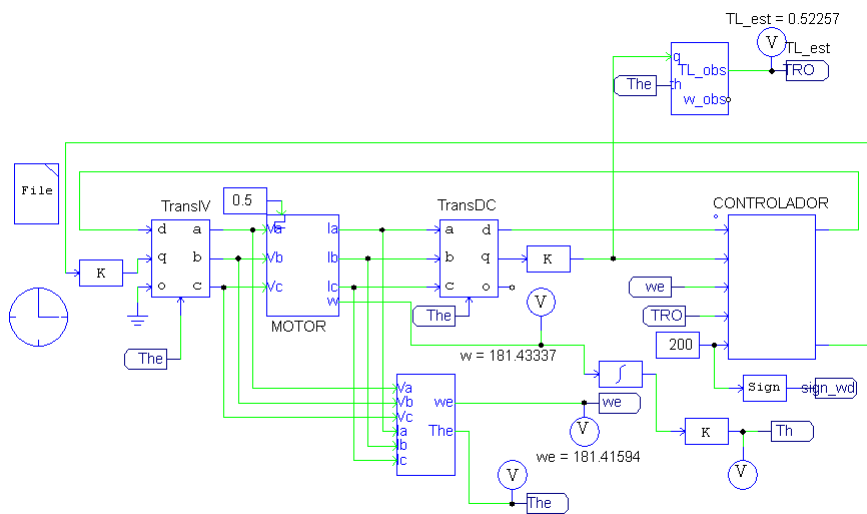 TL_est = 0.52257
V
TL_est
q
TL_obs
TRO
The
th
w_obs
File
TransIV
0.5
TransDC
CONTROLADOR
d
a
Va
Ia
a
d
q
b
Vb
Ib
b
q
K
K
o
c
Vc
Ic
c
o
w
we
The
MOTOR
The
V
TRO
w = 181.43337
200
∫
Va
Vb
Vc
Ia
Ib
Ic
we
The
we
V
we = 181.41594
Sign
sign_wd
K
Th
V
V
The